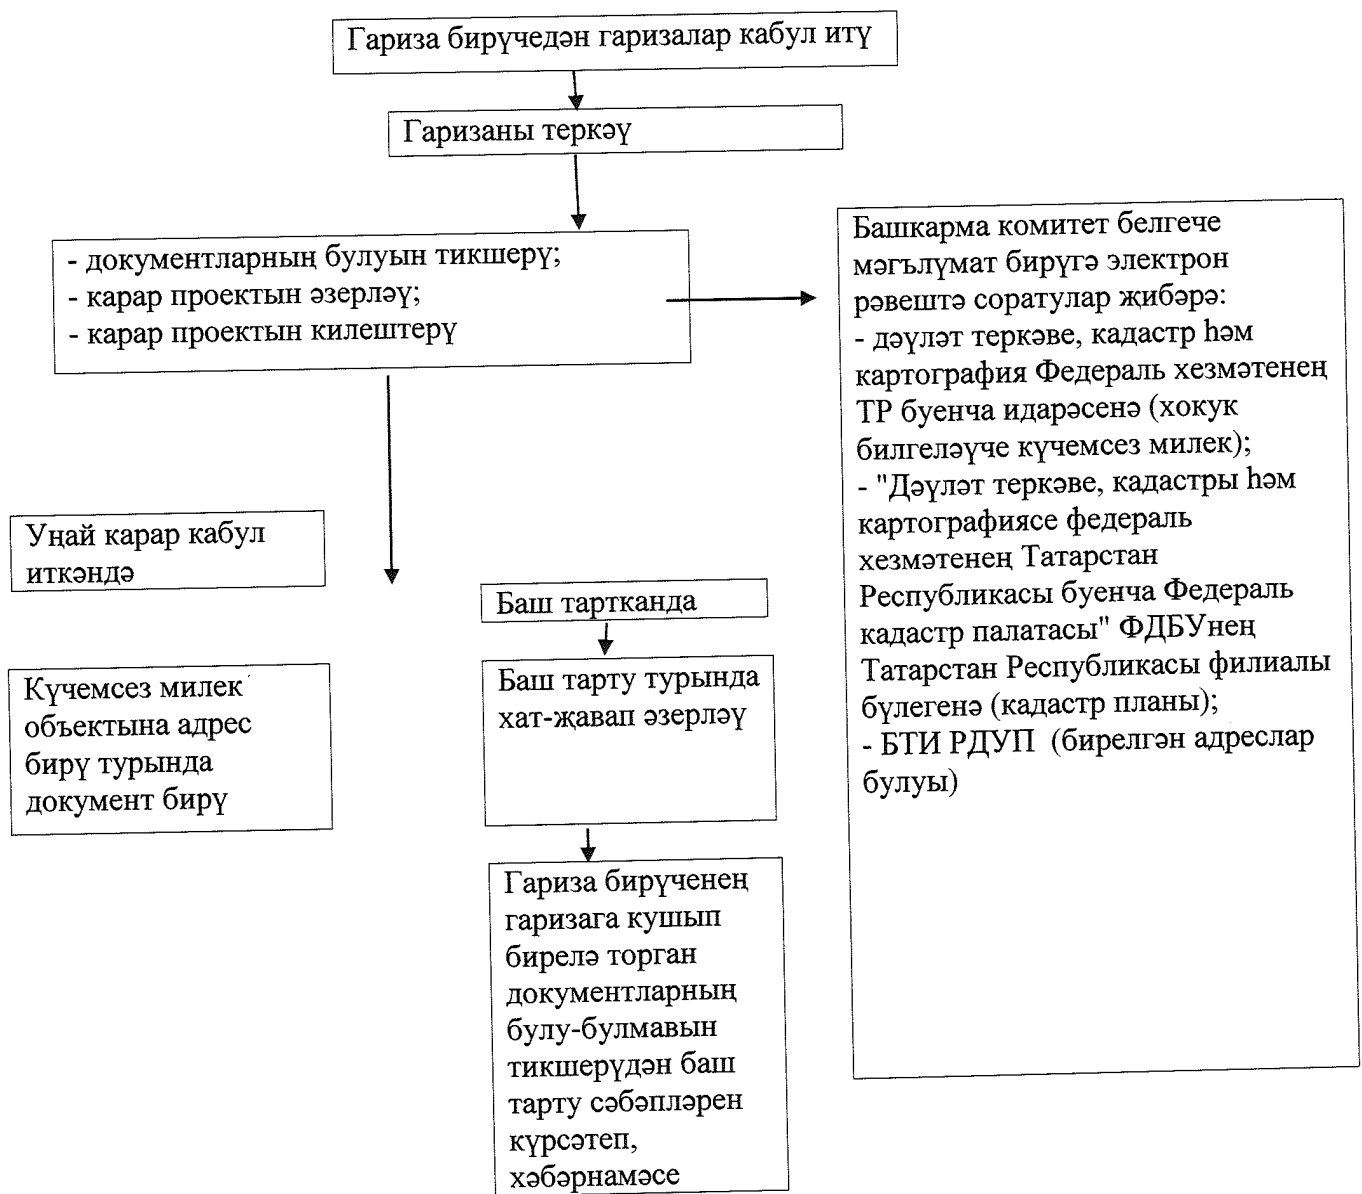 Гариза бирүчедән гаризалар кабул итү
Гаризаны теркәү
- документларның булуын тикшерү;
- карар проектын әзерләү;
- карар проектын килештерү
Башкарма комитет белгече
мәгълүмат бирүгә электрон
рәвештә соратулар җибәрә:
- дәүләт теркәве, кадастр һәм
картография Федераль хезмәтенең
ТР буенча идарәсенә (хокук
билгеләүче күчемсез милек);
- "Дәүләт теркәве, кадастры һәм
картографиясе федераль
хезмәтенең Татарстан
Республикасы буенча Федераль
кадастр палатасы" ФДБУнең
Татарстан Республикасы филиалы
бүлегенә (кадастр планы);
- БТИ РДУП (бирелгән адреслар
булуы)
Уңай карар кабул
иткәндә
Күчемсез милек
объектына адрес
бирү турында
документ бирү
Баш тартканда
Баш тарту турында
хат-җавап әзерләү
Гариза бирүченең
гаризага кушып
бирелә торган
документларның
булу-булмавын
тикшерүдән баш
тарту сәбәпләрен
күрсәтеп,
хәбәрнамәсе